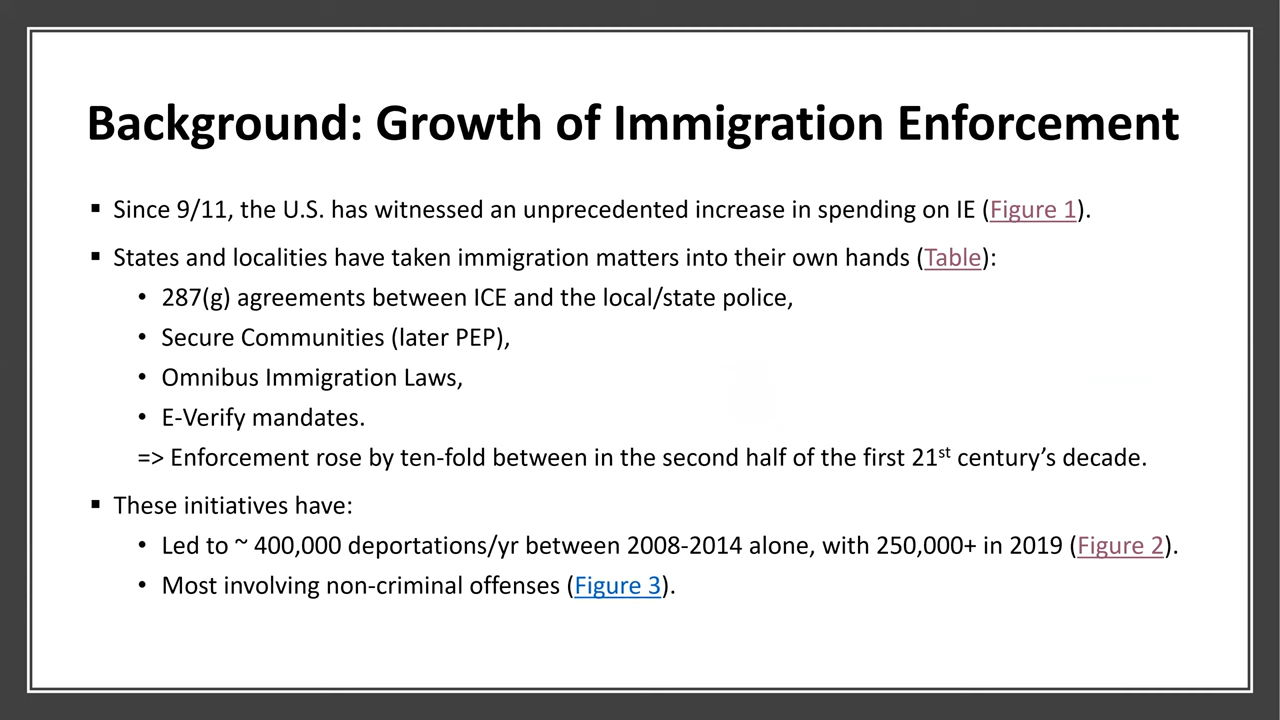 Background: Growth of Immigration Enforcement
▪ Since 9/11, the U.S. has witnessed an unprecedented increase in spending on IE (Figure 1).
▪ States and localities have taken immigration matters into their own hands (Table):
• 287(g) agreements between ICE and the local/state police,
• Secure Communities (later PEP),
• Omnibus Immigration Laws,
• E-Verify mandates.
=> Enforcement rose by ten-fold between in the second half of the first 21st century’s decade.
▪ These initiatives have:
• Led to ~ 400,000 deportations/yr between 2008-2014 alone, with 250,000+ in 2019 (Figure 2).
• Most involving non-criminal offenses (Figure 3).